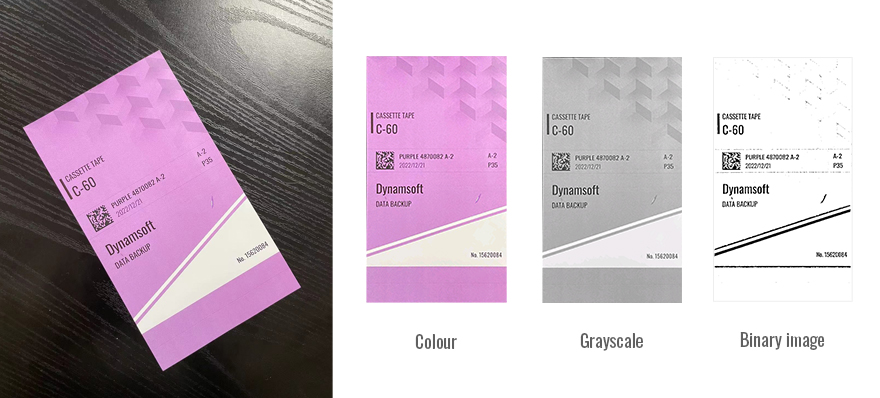 CASSETTE TAPE
C-60
PURPLE 4870082 A-2
A-2
2022/12/21
P35
Dynamsoft
DATA BACKUP
No. 15620084
CASSETTE TAPE
C-60
PURPLE 4870082 A-2
A-2
2022/12/21
P35
Dynamsoft
DATA BACKUP
No. 15620084
Colour
CASSETTE TAPE
C-60
PURPLE 4870082 A-2
A-2
2022/12/21
P35
Dynamsoft
DATA BACKUP
No. 15620084
Grayscale
CASSETTE TAPE
C-60
PURPLE 4870082 A-2
A-2
2022/12/21
P35
Dynamsoft
DATA BACKUP
No. 15620084
Binary image